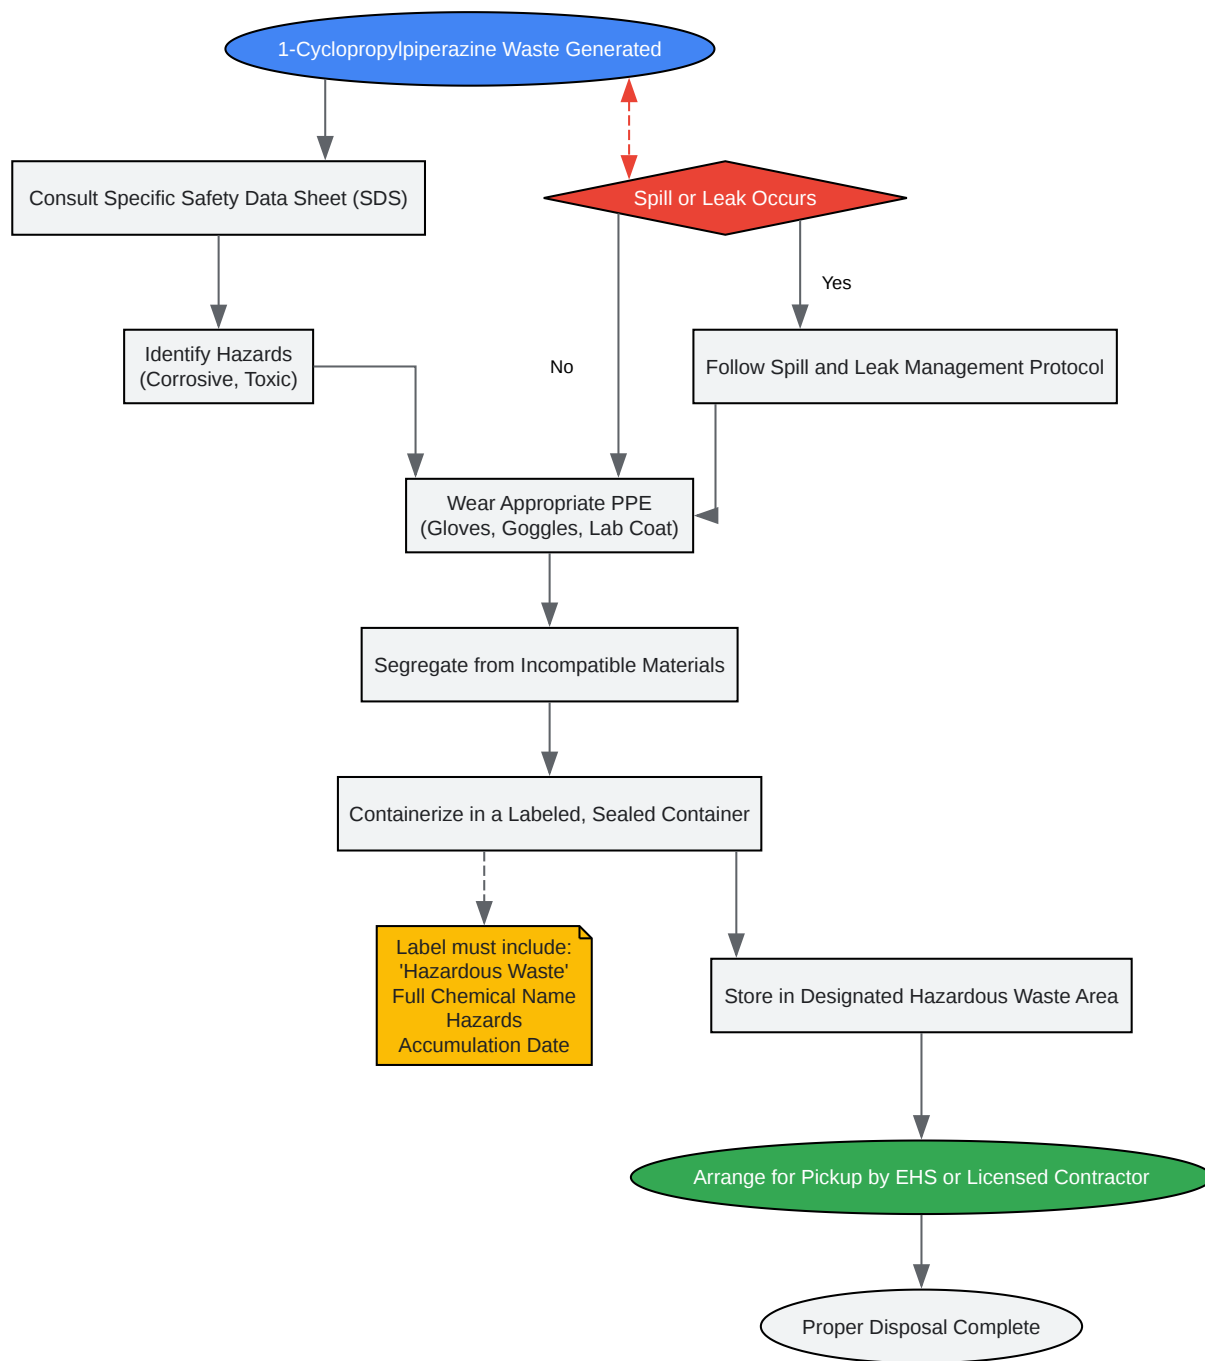 1-Cyclopropylpiperazine Waste Generated
Consult Specific Safety Data Sheet (SDS)
Spill or Leak Occurs
Yes
Identify Hazards
(Corrosive, Toxic)
No
Follow Spill and Leak Management Protocol
Wear Appropriate PPE
(Gloves, Goggles, Lab Coat)
Segregate from Incompatible Materials
Containerize in a Labeled, Sealed Container
Label must include:
'Hazardous Waste'
Full Chemical Name
Hazards
Accumulation Date
Store in Designated Hazardous Waste Area
Arrange for Pickup by EHS or Licensed Contractor
Proper Disposal Complete